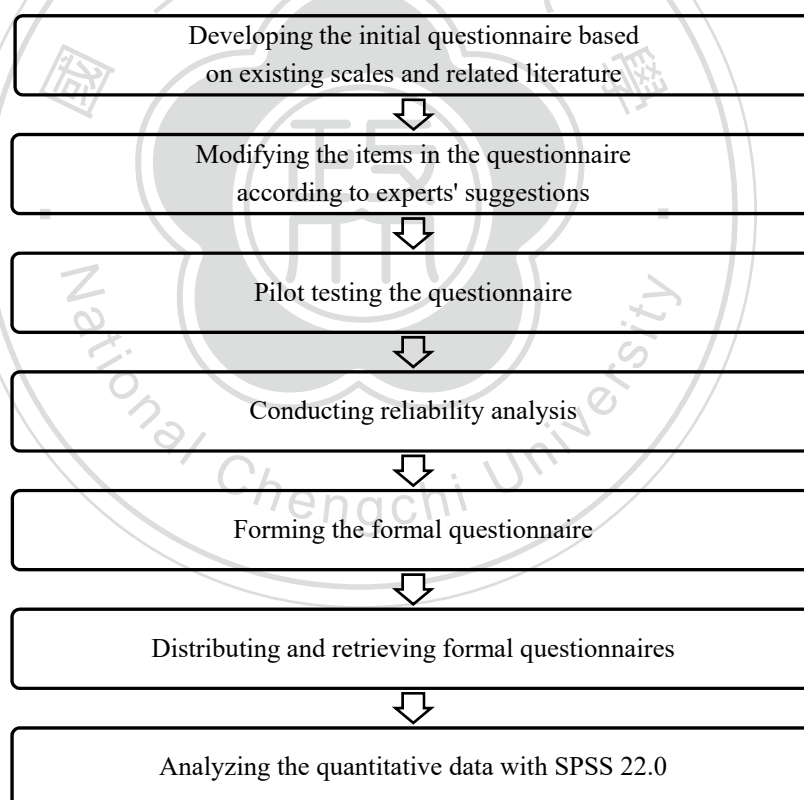 Developing the initial questionnaire based
on existing scales and related literature
Modifying the items in the questionnaire
according to experts' suggestions
Pilot testing the questionnaire
Conducting reliability analysis
Forming the formal questionnaire
Distributing and retrieving formal questionnaires
Analyzing the quantitative data with SPSS 22.0
National Chengchi University
國
學